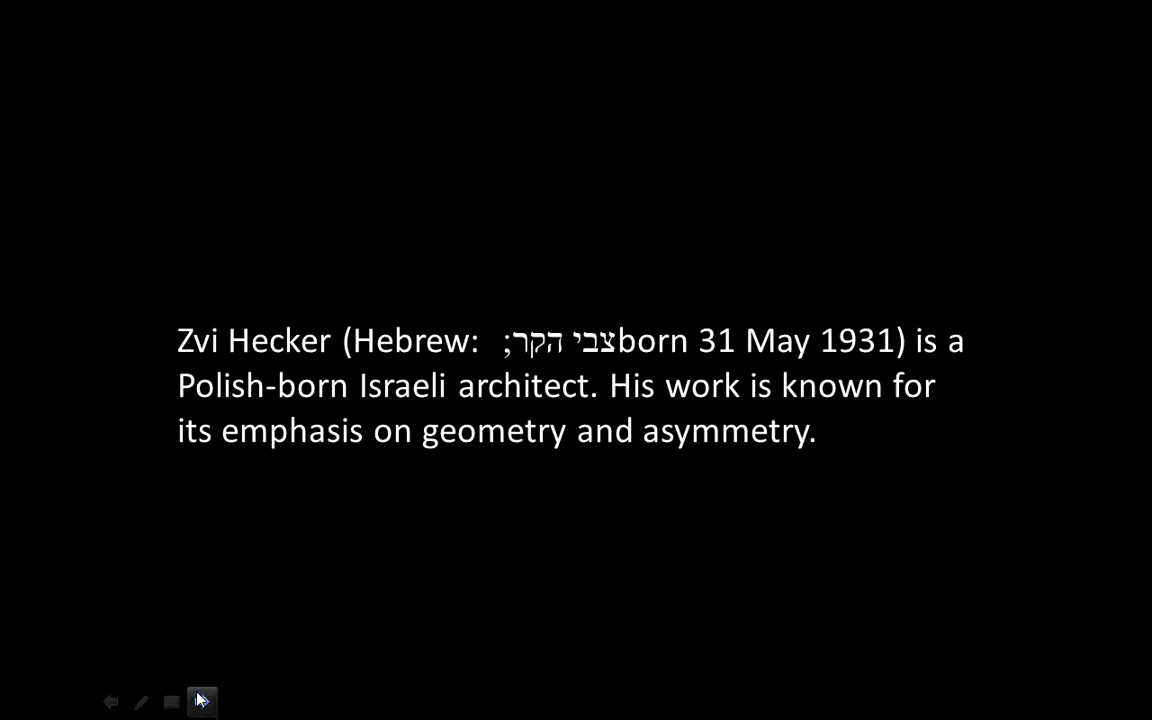 Zvi Hecker (Hebrew: צבי הקר; born 31 May 1931) is a
Polish-born Israeli architect. His work is known for
its emphasis on geometry and asymmetry.